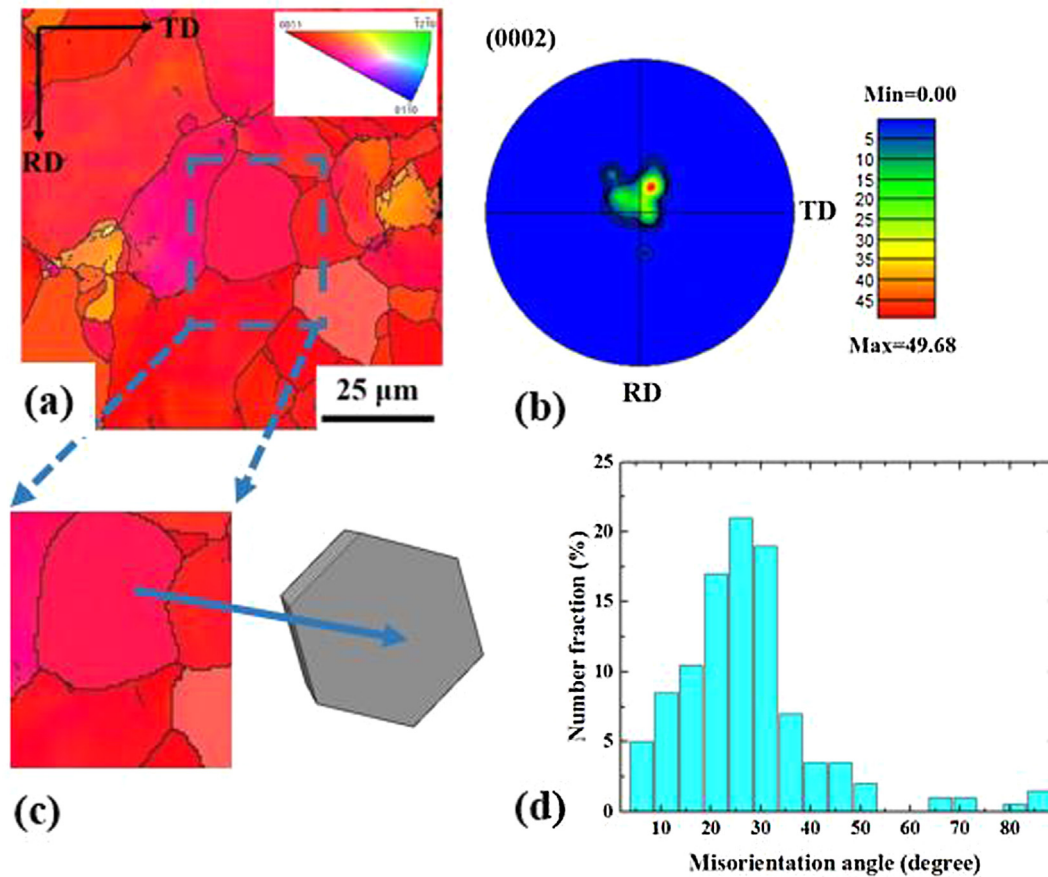 TD
RD
0001
25 μm
(a)
(0002)
TD
RD
(b)
Min=0.00
5
10
15
20
25
30
35
40
45
Max=49.68
(c)
25
20
15
10
5
0
Number fraction (%)
10 20 30 40 50 60 70 80
Misorientation angle (degree)
(d)